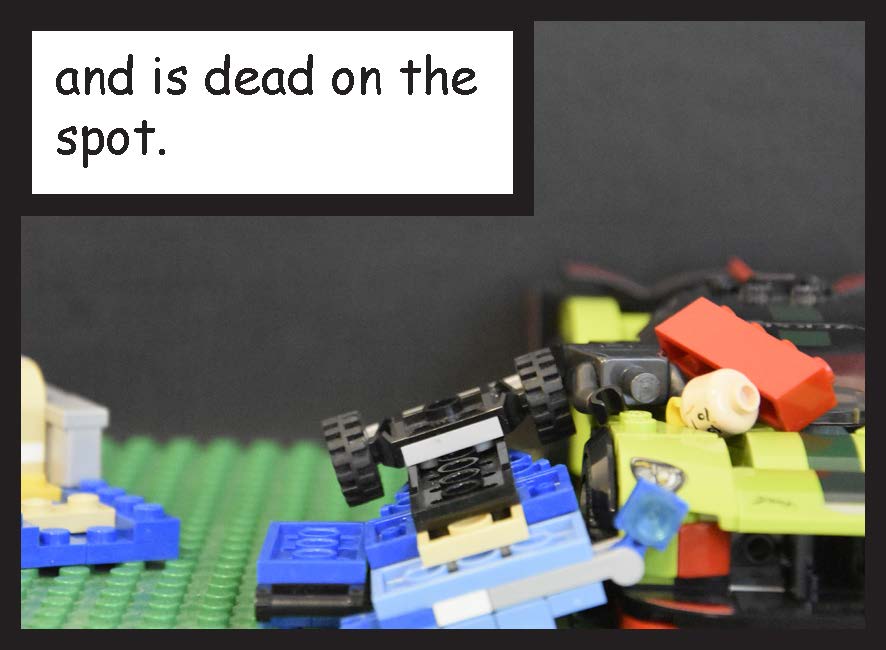 and is dead on the
spot.